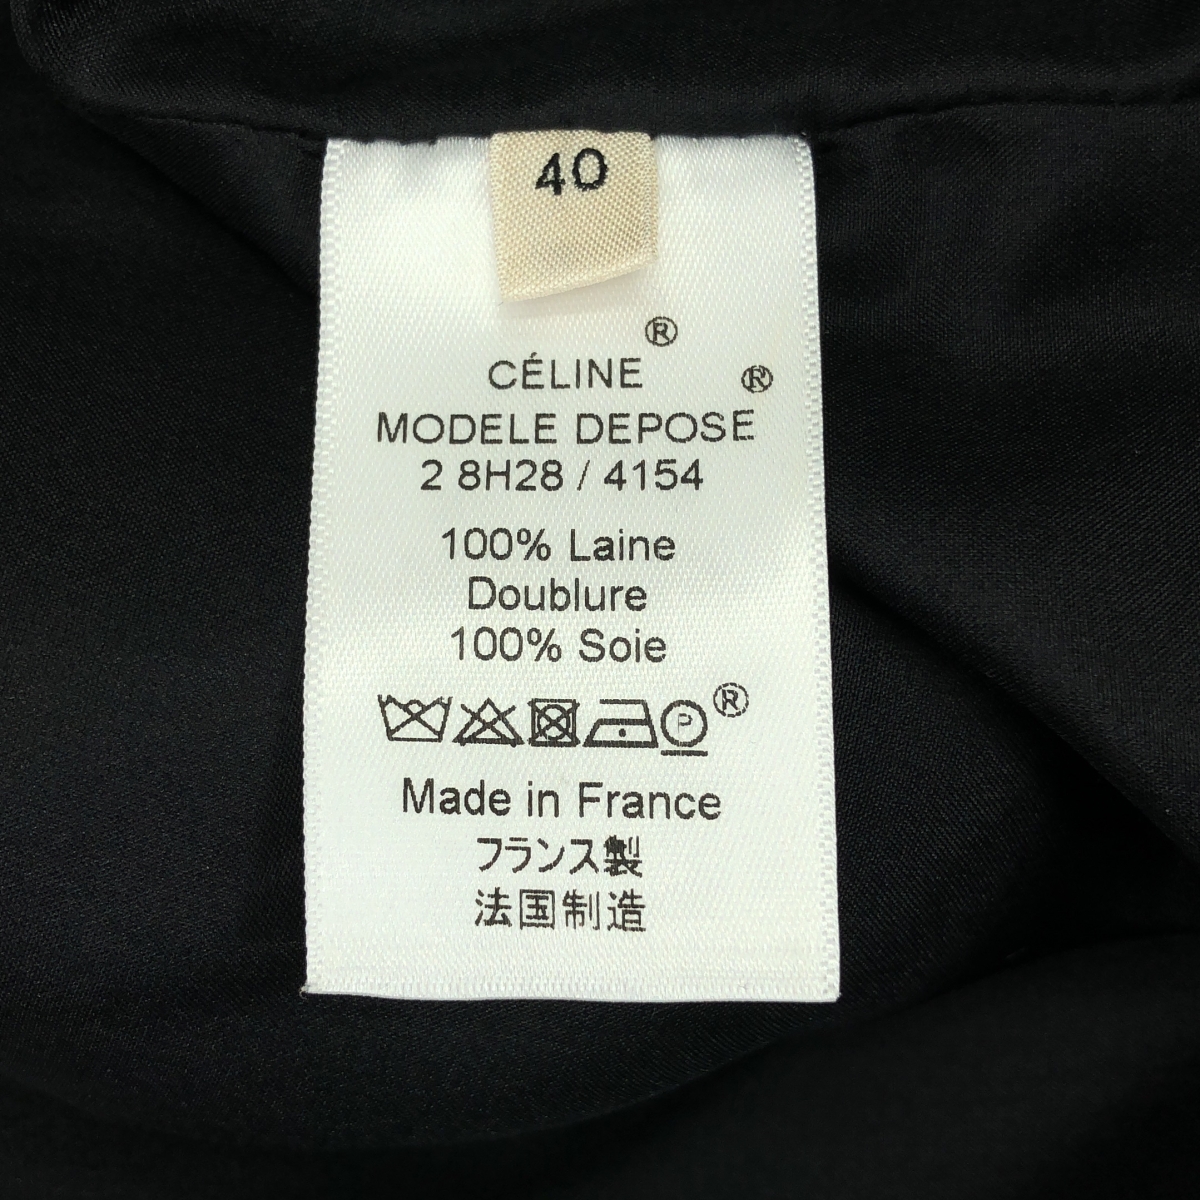 40
CÉLINE®
MODELE DEPOSE®
2 8H28 / 4154
100% Laine
Doublure
100% Soie
P ®
Made in France
フランス製
法国制造